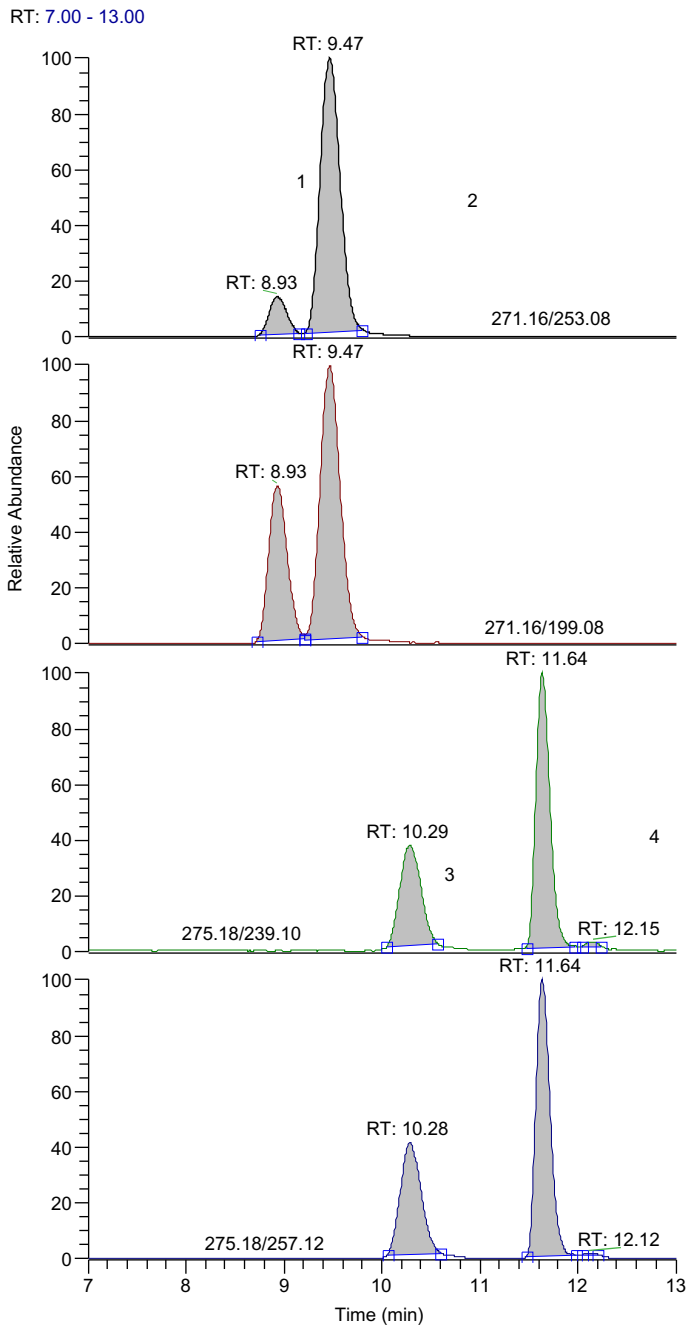 RT: 7.00 - 13.00
RT: 9.47
100
80
1
60
2
40
RT: 8.93
20
271.16/253.08
0
RT: 9.47
100
80
RT: 8.93
60
40
20
271.16/199.08
0
Relative Abundance
RT: 11.64
100
80
60
RT: 10.29
4
40
3
20
275.18/239.10
RT: 12.15
0
RT: 11.64
100
80
60
RT: 10.28
40
20
275.18/257.12
RT: 12.12
0
7 8 9 10 11 12 13
Time (min)